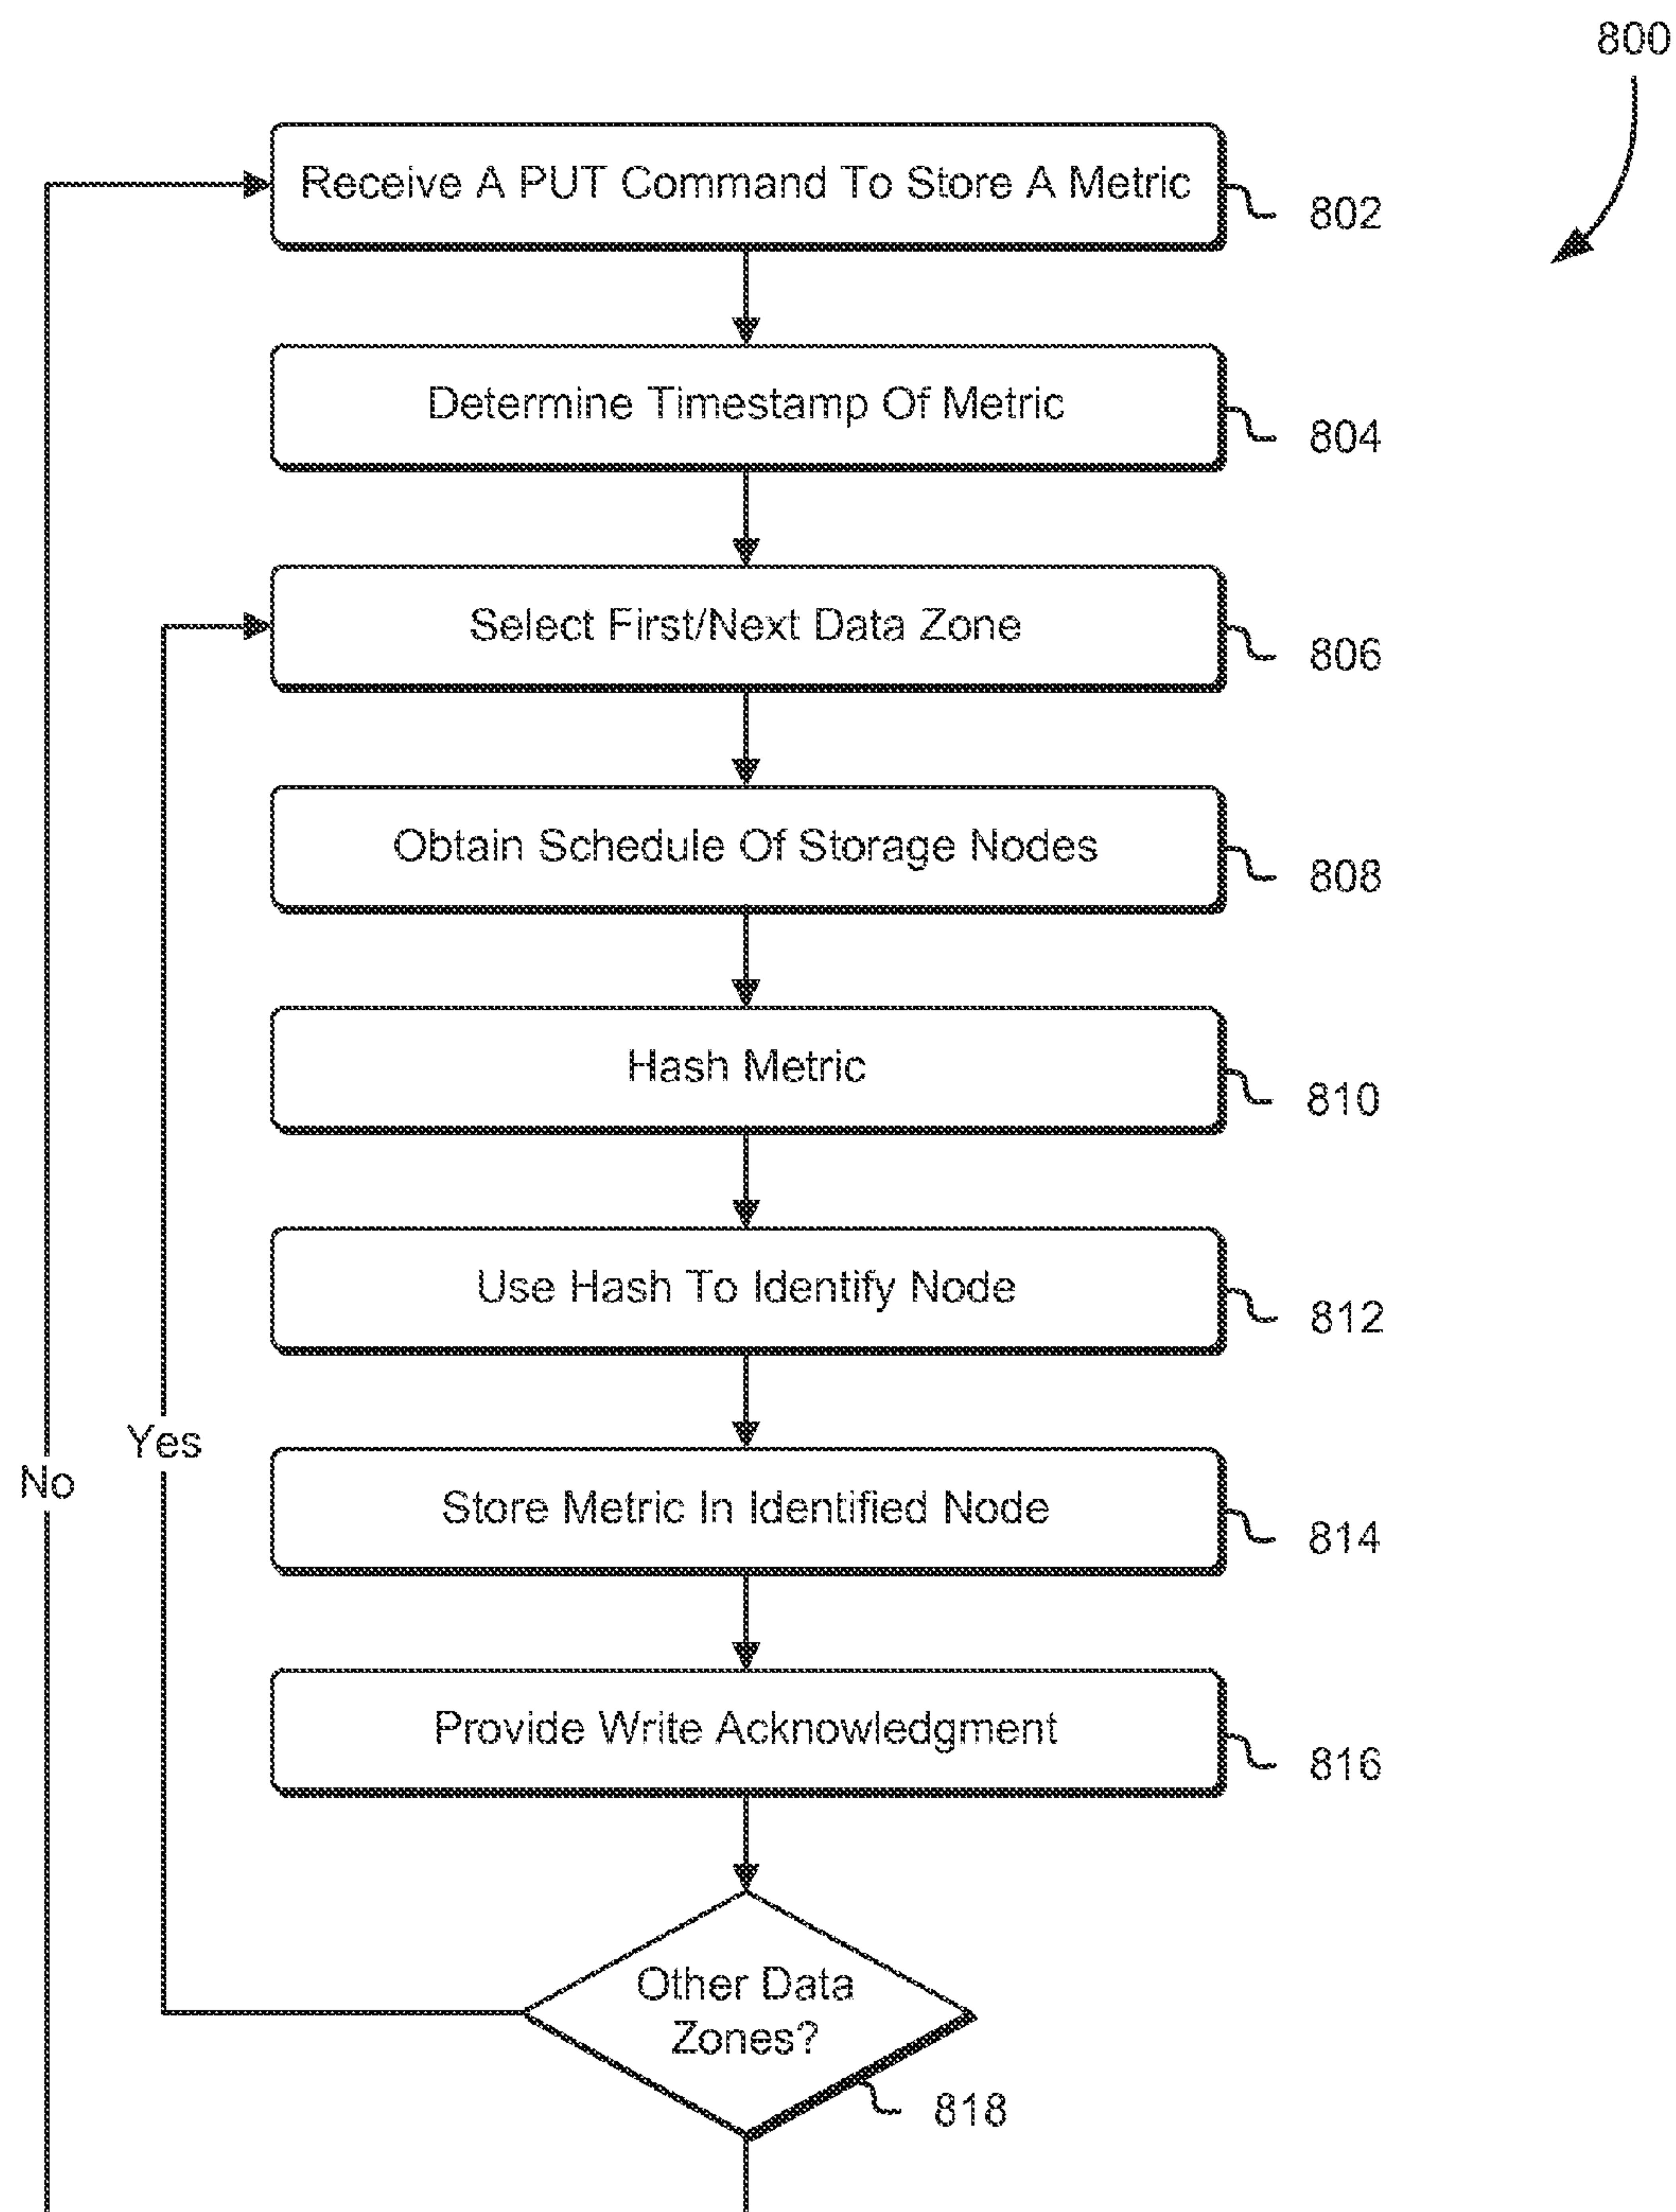 800
Receive A PUT Command To Store A Metric
802
Determine Timestamp Of Metric
804
Select First/Next Data Zone
806
Obtain Schedule Of Storage Nodes
808
Hash Metric
810
Use Hash To Identify Node
812
Yes
No
Store Metric In Identified Node
814
Provide Write Acknowledgment
816
Other Data
Zones?
818